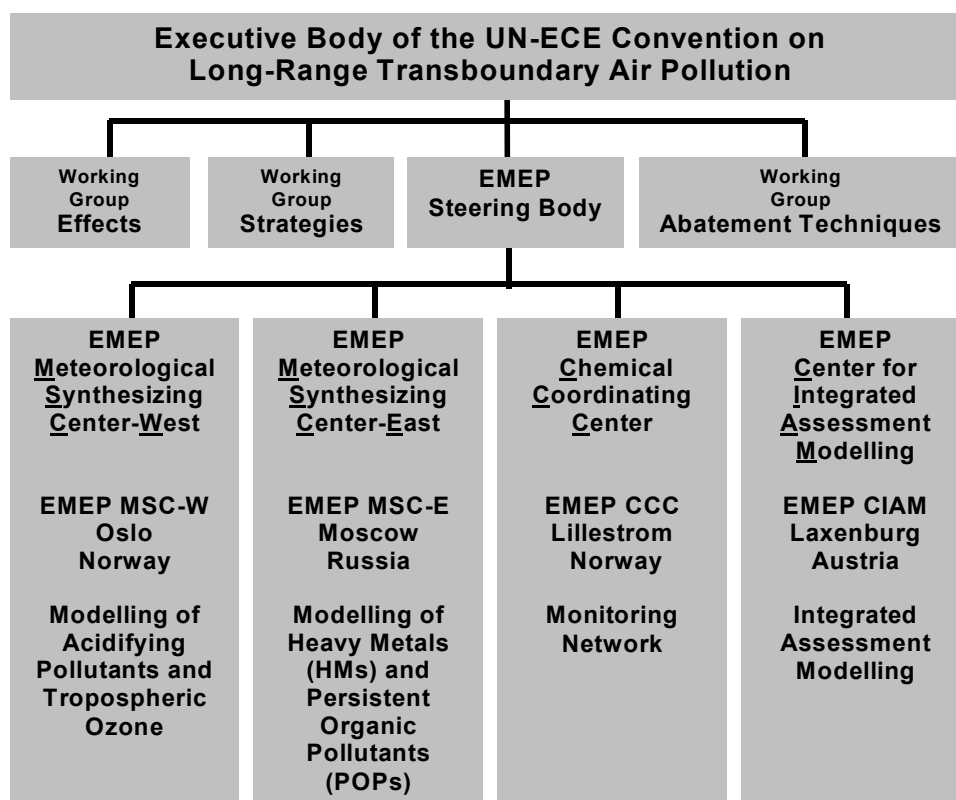 Executive Body of the UN-ECE Convention on
Long-Range Transboundary Air Pollution
Working
Group
Effects
Working
Group
Strategies
EMEP
Steering Body
Working
Group
Abatement Techniques
EMEP
Meteorological
Synthesizing
Center-West
EMEP MSC-W
Oslo
Norway
Modelling of
Acidifying
Pollutants and
Tropospheric
Ozone
EMEP
Meteorological
Synthesizing
Center-East
EMEP MSC-E
Moscow
Russia
Modelling of
Heavy Metals
(HMs) and
Persistent
Organic
Pollutants
(POPs)
EMEP
Chemical
Coordinating
Center
EMEP CCC
Lillestrom
Norway
Monitoring
Network
EMEP
Center for
Integrated
Assessment
Modelling
EMEP CIAM
Laxenburg
Austria
Integrated
Assessment
Modelling